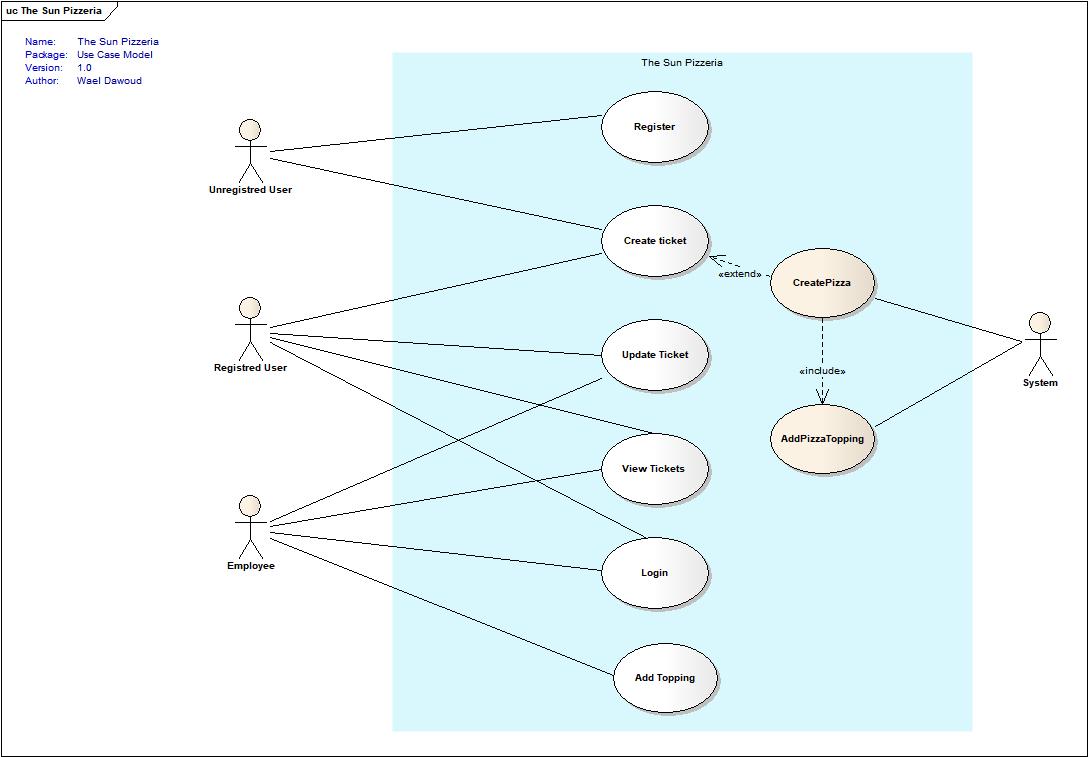 uc The Sun Pizzeria
Name: The Sun Pizzeria
Package: Use Case Model
Version: 1.0
Author: Wael Dawoud
The Sun Pizzeria
Register
Unregistred User
Create ticket
«extend»
CreatePizza
Registred User
Update Ticket
«include»
System
AddPizzaTopping
View Tickets
Employee
Login
Add Topping